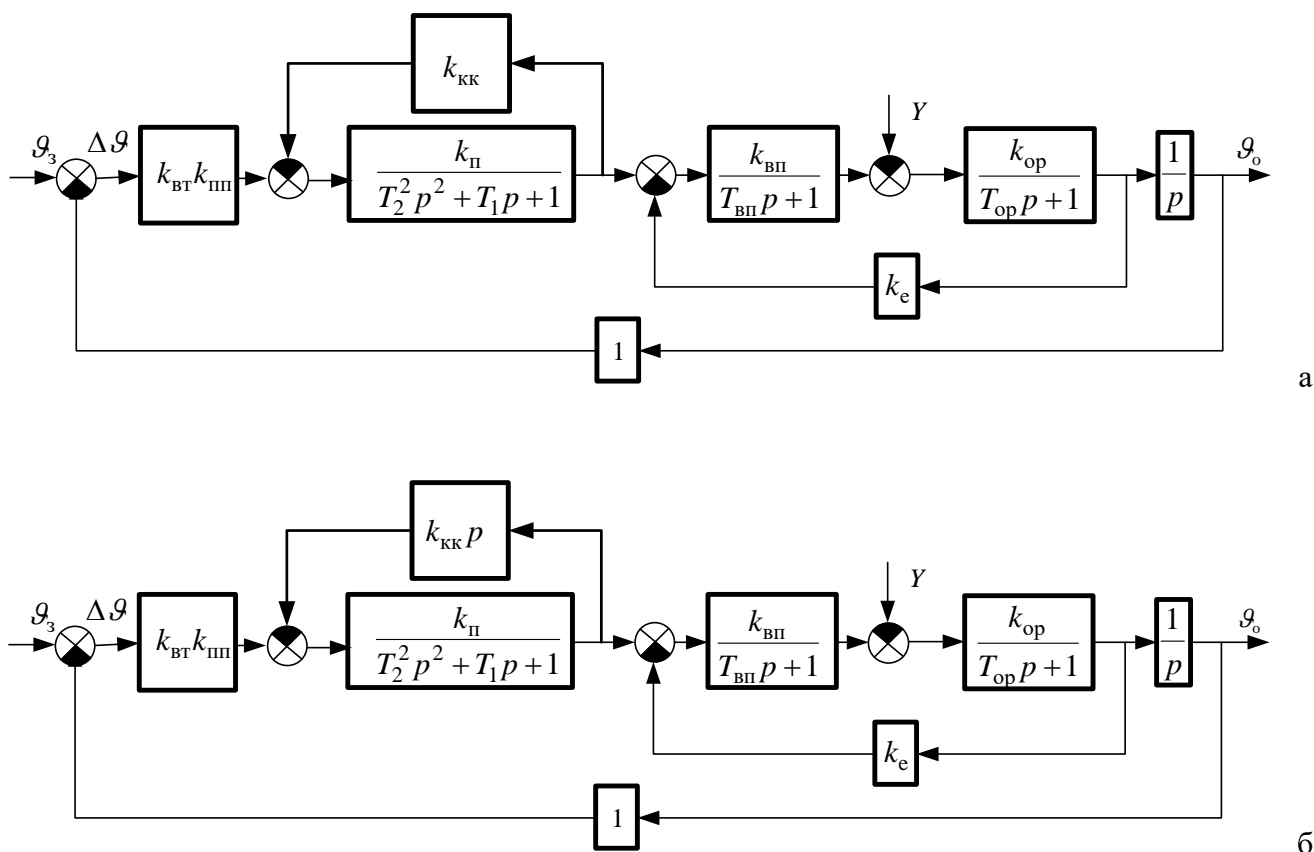 k_кк
Y
ϑ_з Δϑ k_вт k_пп k_п / (T_2^2 p^2 + T_1 p + 1) k_вп / (T_вп p + 1) k_ор / (T_ор p + 1) 1/p ϑ_о
k_е
1
а
k_кк p
Y
ϑ_з Δϑ k_вт k_пп k_п / (T_2^2 p^2 + T_1 p + 1) k_вп / (T_вп p + 1) k_ор / (T_ор p + 1) 1/p ϑ_о
k_е
1
б